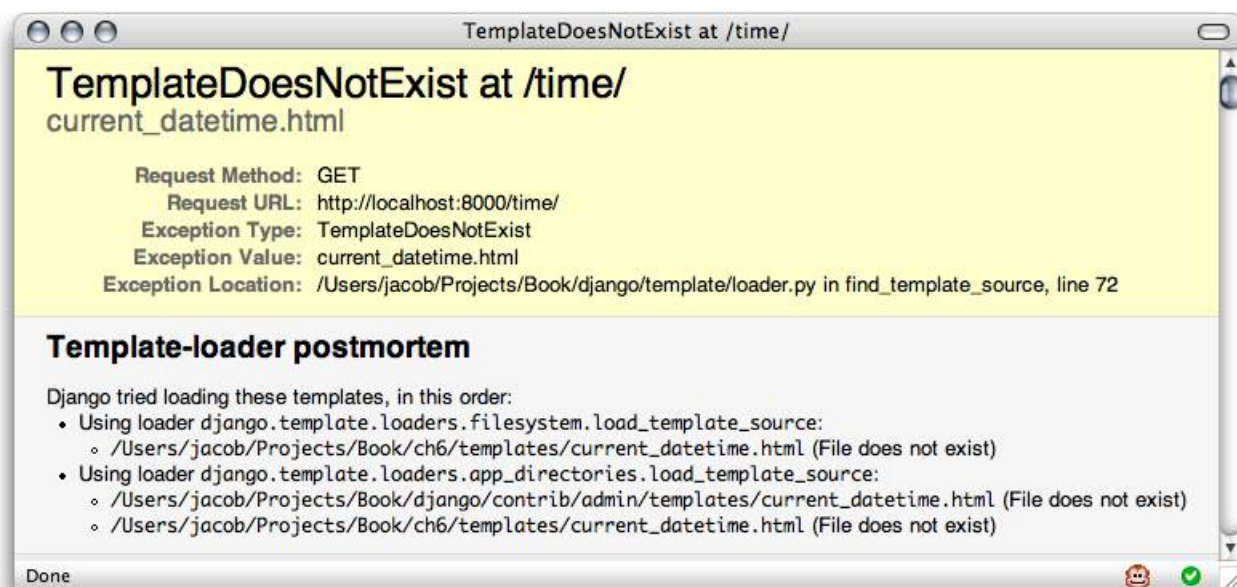 TemplateDoesNotExist at /time/
TemplateDoesNotExist at /time/
current_datetime.html
Request Method: GET
Request URL: http://localhost:8000/time/
Exception Type: TemplateDoesNotExist
Exception Value: current_datetime.html
Exception Location: /Users/jacob/Projects/Book/django/template/loader.py in find_template_source, line 72
Template-loader postmortem
Django tried loading these templates, in this order:
• Using loader django.template.loaders.filesystem.load_template_source:
◦ /Users/jacob/Projects/Book/ch6/templates/current_datetime.html (File does not exist)
• Using loader django.template.loaders.app_directories.load_template_source:
◦ /Users/jacob/Projects/Book/django/contrib/admin/templates/current_datetime.html (File does not exist)
◦ /Users/jacob/Projects/Book/ch6/templates/current_datetime.html (File does not exist)
Done